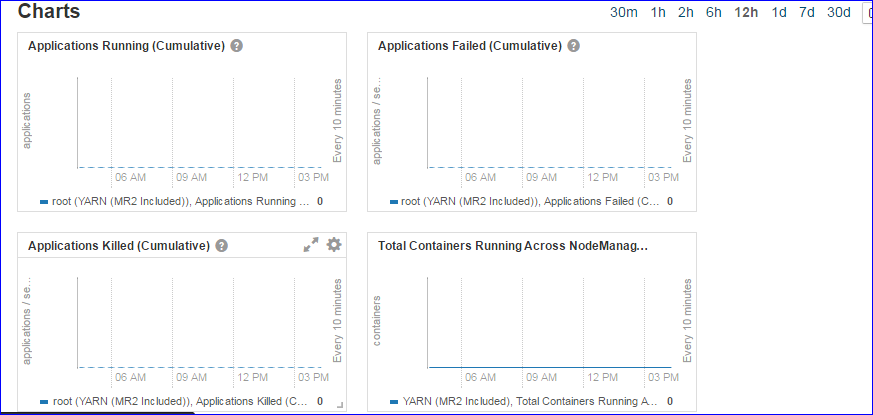 Charts
30m 1h 2h 6h 12h 1d 7d 30d
Applications Running (Cumulative) ?
applications
Every 10 minutes
06 AM 09 AM 12 PM 03 PM
root (YARN (MR2 Included)), Applications Running ... 0
Applications Failed (Cumulative) ?
applications / se...
Every 10 minutes
06 AM 09 AM 12 PM 03 PM
root (YARN (MR2 Included)), Applications Failed (C... 0
Applications Killed (Cumulative) ?
applications / se...
Every 10 minutes
06 AM 09 AM 12 PM 03 PM
root (YARN (MR2 Included)), Applications Killed (C... 0
Total Containers Running Across NodeManag...
containers
Every 10 minutes
06 AM 09 AM 12 PM 03 PM
YARN (MR2 Included), Total Containers Running A... 0